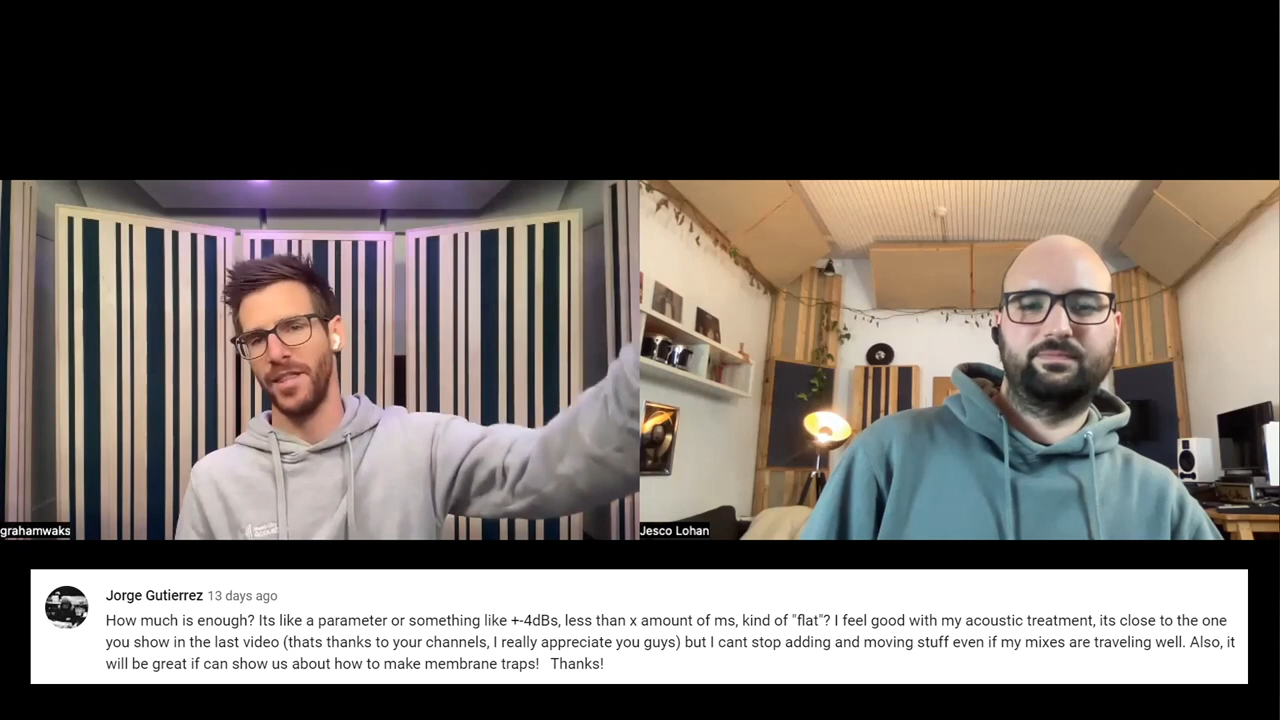 grahamwaks
Jesco Lohan
Jorge Gutierrez 13 days ago
How much is enough? Its like a parameter or something like +-4dBs, less than x amount of ms, kind of "flat"? I feel good with my acoustic treatment, its close to the one
you show in the last video (thats thanks to your channels, I really appreciate you guys) but I cant stop adding and moving stuff even if my mixes are traveling well. Also, it
will be great if can show us about how to make membrane traps! Thanks!